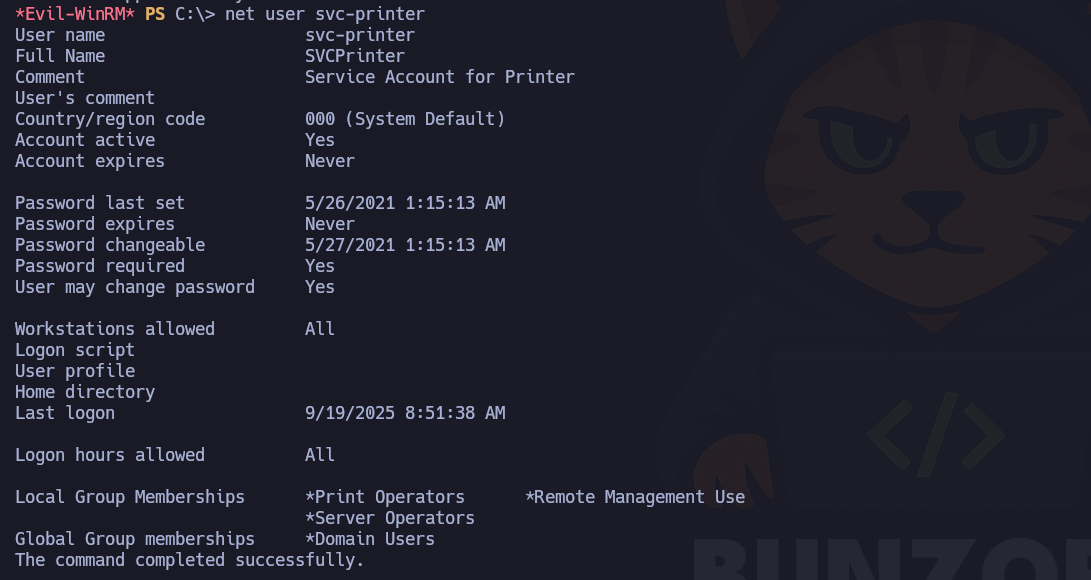 *Evil-WinRM* PS C:\> net user svc-printer
User name                    svc-printer
Full Name                    SVCPrinter
Comment                      Service Account for Printer
User's comment
Country/region code          000 (System Default)
Account active               Yes
Account expires              Never
Password last set            5/26/2021 1:15:13 AM
Password expires             Never
Password changeable          5/27/2021 1:15:13 AM
Password required            Yes
User may change password     Yes
Workstations allowed         All
Logon script
User profile
Home directory
Last logon                   9/19/2025 8:51:38 AM
Logon hours allowed          All
Local Group Memberships      *Print Operators      *Remote Management Use
                             *Server Operators
Global Group memberships     *Domain Users
The command completed successfully.